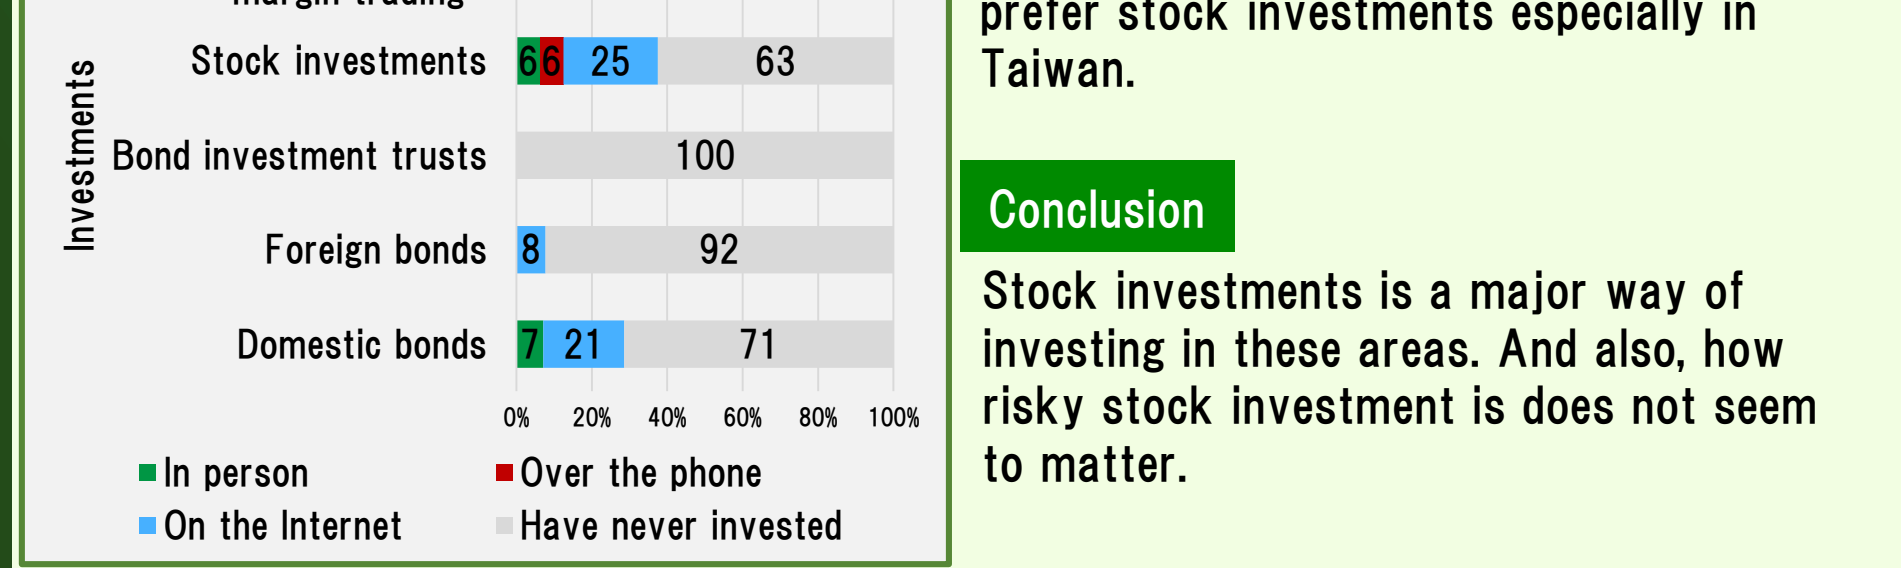 margin trading
Stock investments
6 6 25 63
Bond investment trusts
100
Foreign bonds
8 92
Domestic bonds
7 21 71
Investments
0% 20% 40% 60% 80% 100%
In person
Over the phone
On the Internet
Have never invested
prefer stock investments especially in
Taiwan.
Conclusion
Stock investments is a major way of
investing in these areas. And also, how
risky stock investment is does not seem
to matter.